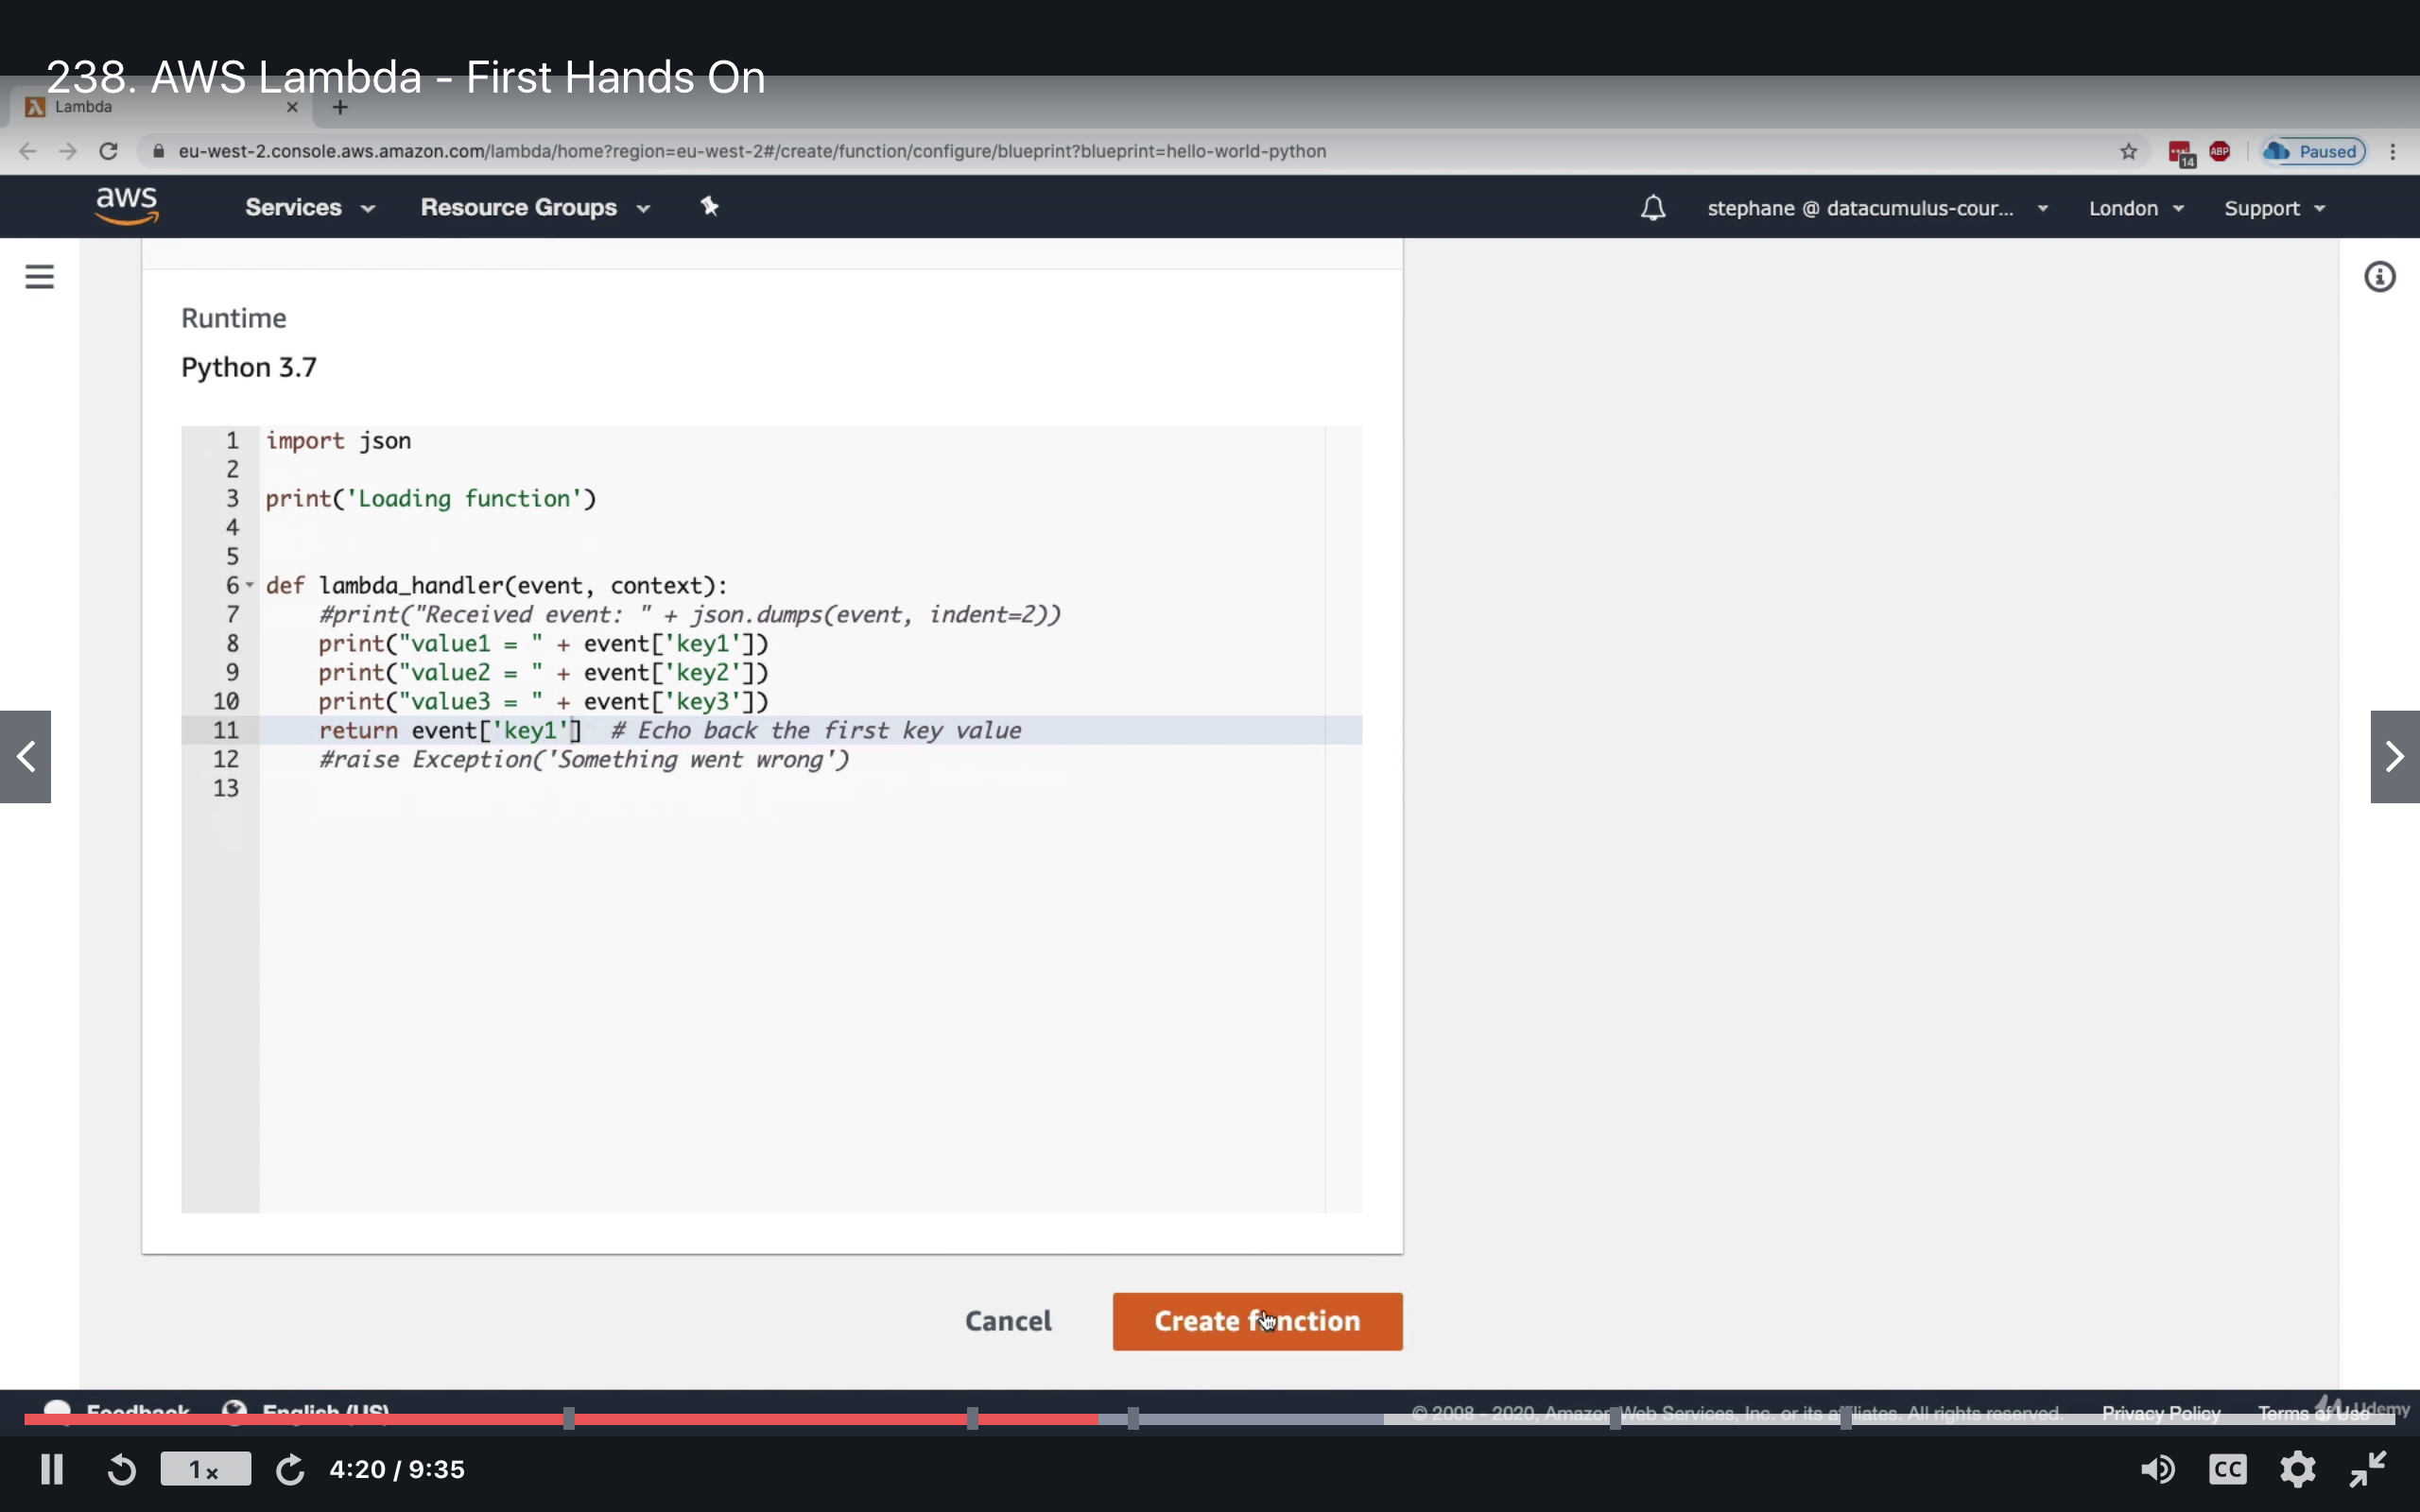 238. AWS Lambda - First Hands On
Lambda
eu-west-2.console.aws.amazon.com/lambda/home?region=eu-west-2#/create/function/configure/blueprint?blueprint=hello-world-python
14
ABP
Paused
aws
Services
Resource Groups
stephane @ datacumulus-cour...
London
Support
Runtime
Python 3.7
1 import json
2
3 print('Loading function')
4
5
6 def lambda_handler(event, context):
7 #print("Received event: " + json.dumps(event, indent=2))
8 print("value1 = " + event['key1'])
9 print("value2 = " + event['key2'])
10 print("value3 = " + event['key3'])
11 return event['key1'] # Echo back the first key value
12 #raise Exception('Something went wrong')
13
Cancel
Create function
Feedback
English (US)
© 2008 - 2020, Amazon Web Services, Inc. or its affiliates. All rights reserved.
Privacy Policy
Terms of Use
Udemy
1x
4:20 / 9:35
CC